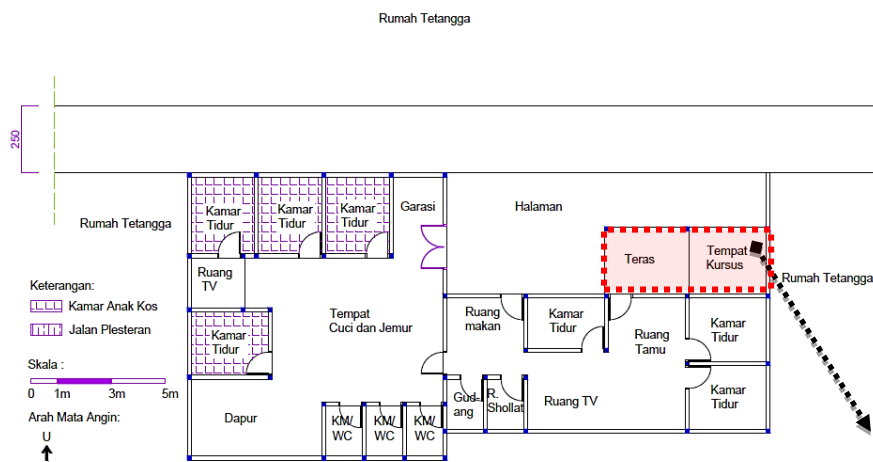 Rumah Tetangga
250
Rumah Tetangga
Kamar
Tidur
Kamar
Tidur
Kamar
Tidur
Garasi
Halaman
Teras
Tempat
Kursus
Rumah Tetangga
Ruang
TV
Keterangan:
Kamar Anak Kos
Jalan Plesteran
Tempat
Cuci dan Jemur
Ruang
makan
Kamar
Tidur
Ruang
Tamu
Kamar
Tidur
Kamar
Tidur
Skala :
0 1m 3m 5m
Arah Mata Angin:
U
Dapur
KM/
WC
KM/
WC
KM/
WC
Gud-
ang
R.
Shollat
Ruang TV
Kamar
Tidur